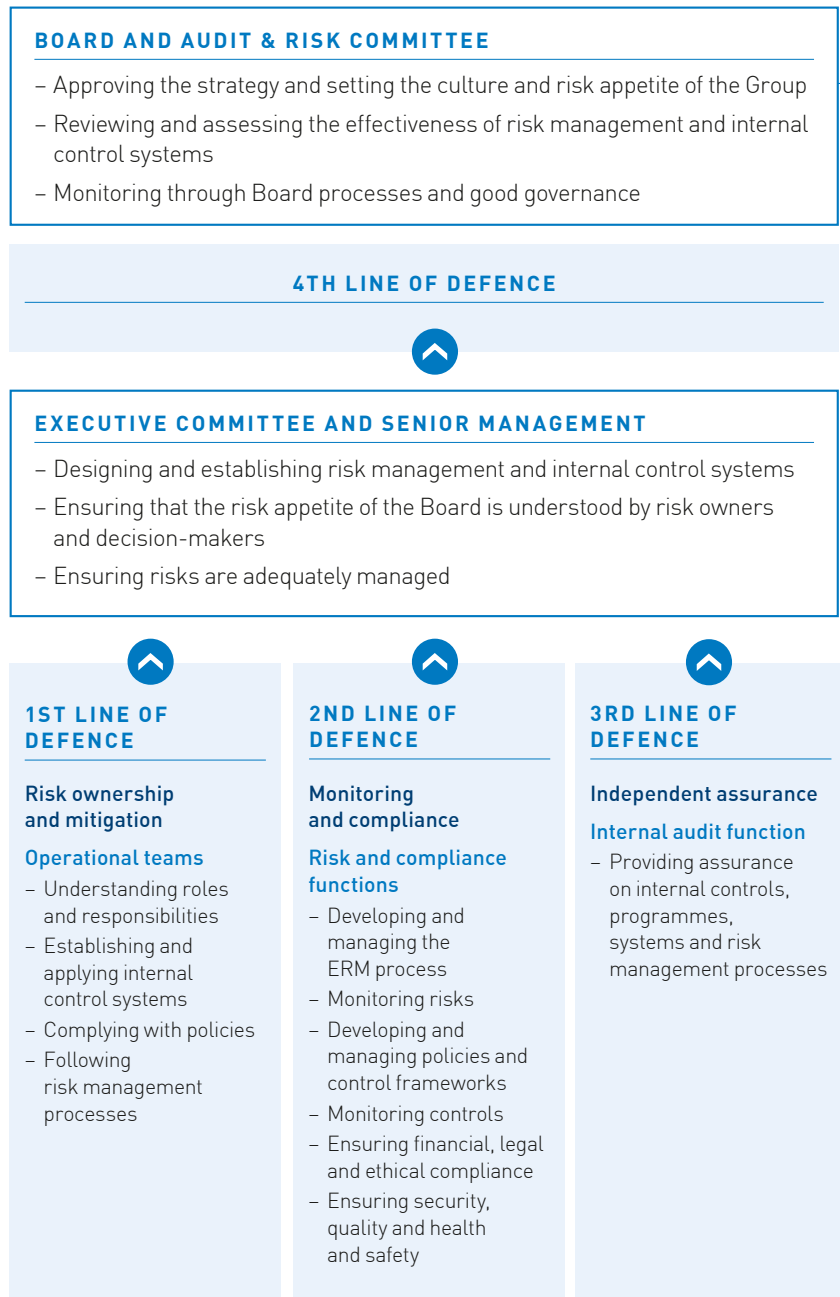 BOARD AND AUDIT & RISK COMMITTEE
– Approving the strategy and setting the culture and risk appetite of the Group
– Reviewing and assessing the effectiveness of risk management and internal
control systems
– Monitoring through Board processes and good governance
4TH LINE OF DEFENCE
EXECUTIVE COMMITTEE AND SENIOR MANAGEMENT
– Designing and establishing risk management and internal control systems
– Ensuring that the risk appetite of the Board is understood by risk owners
and decision-makers
– Ensuring risks are adequately managed
1ST LINE OF
DEFENCE
Risk ownership
and mitigation
Operational teams
– Understanding roles
and responsibilities
– Establishing and
applying internal
control systems
– Complying with policies
– Following
risk management
processes
2ND LINE OF
DEFENCE
Monitoring
and compliance
Risk and compliance
functions
– Developing and
managing the
ERM process
– Monitoring risks
– Developing and
managing policies and
control frameworks
– Monitoring controls
– Ensuring financial, legal
and ethical compliance
– Ensuring security,
quality and health
and safety
3RD LINE OF
DEFENCE
Independent assurance
Internal audit function
– Providing assurance
on internal controls,
programmes,
systems and risk
management processes